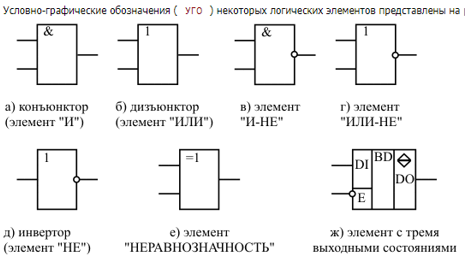 Условно-графические обозначения ( УГО ) некоторых логических элементов представлены на
& 1 & 1
а) конъюнктор б) дизъюнктор в) элемент г) элемент
(элемент "И") (элемент "ИЛИ") "И-НЕ" "ИЛИ-НЕ"
1 =1 DI BD DO E
д) инвертор е) элемент ж) элемент с тремя
(элемент "НЕ") "НЕРАВНОЗНАЧНОСТЬ" выходными состояниями